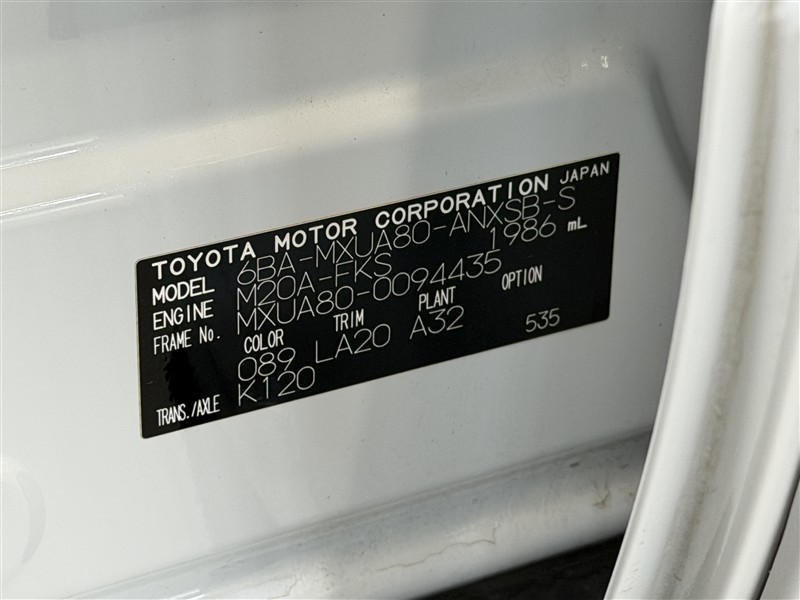 TOYOTA MOTOR CORPORATION JAPAN
MODEL 6BA-MXUA80-ANXSB-S
ENGINE M20A-FKS 1986 mL
FRAME No. MXUA80-0094435
COLOR TRIM PLANT OPTION
089 LA20 A32 535
TRANS./AXLE K120